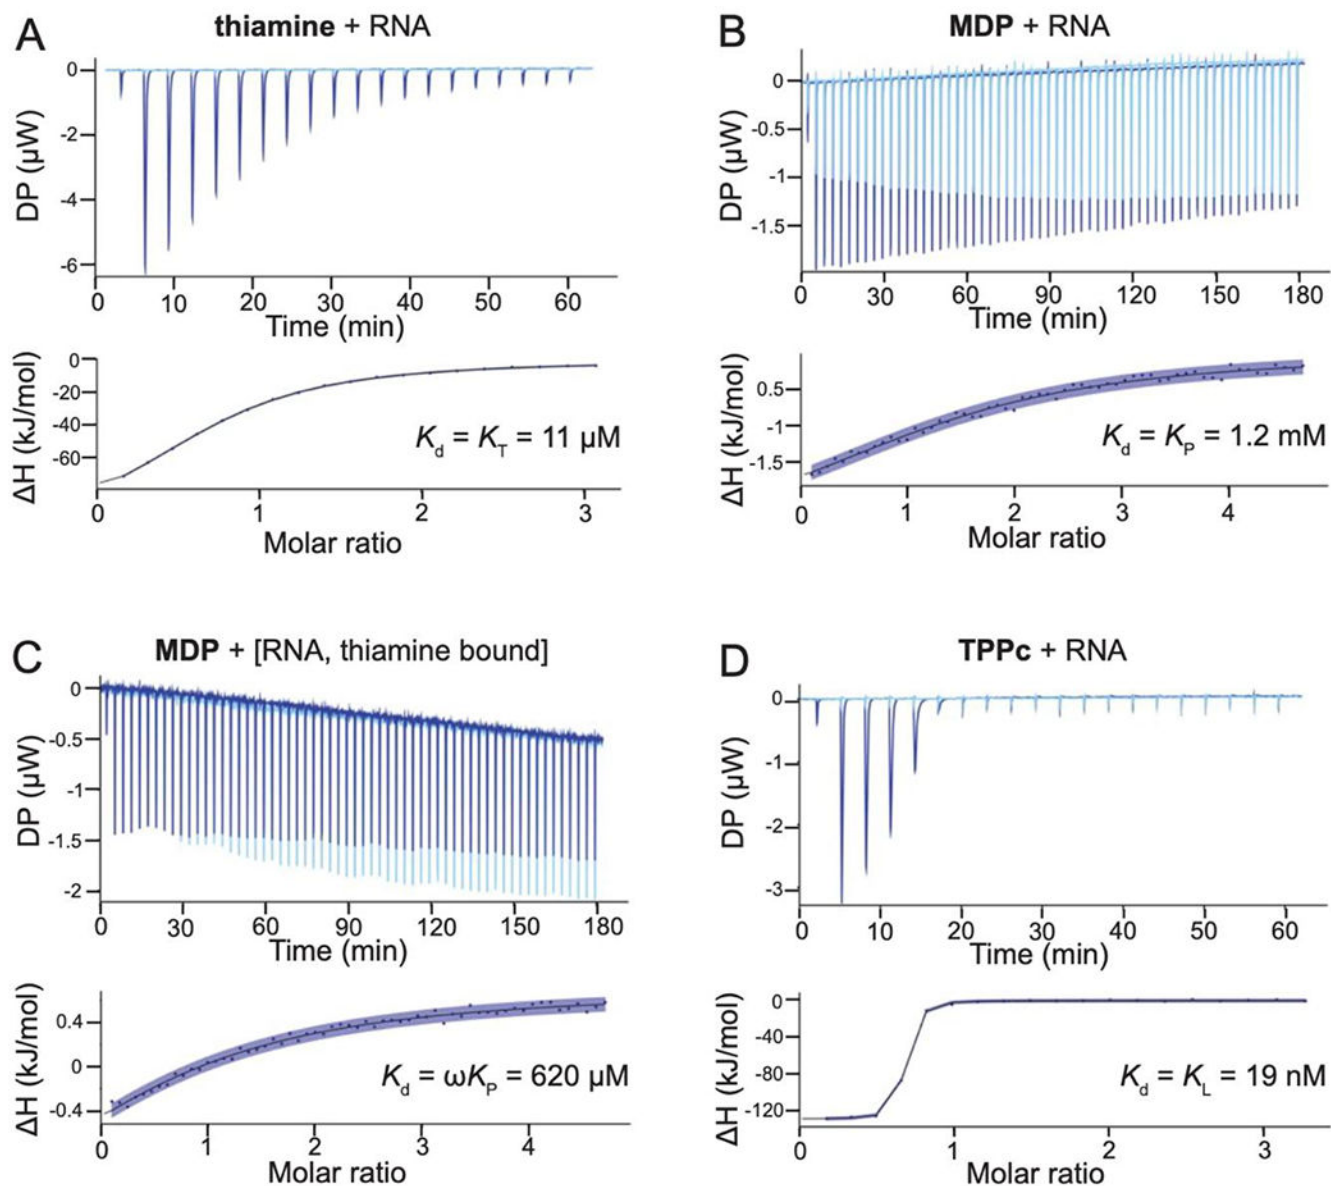 A
thiamine + RNA
DP (µW)
0
-2
-4
-6
0 10 20 30 40 50 60
Time (min)
ΔH (kJ/mol)
0
-20
-40
-60
K_d = K_T = 11 µM
0 1 2 3
Molar ratio
B
MDP + RNA
DP (µW)
0
-0.5
-1
-1.5
0 30 60 90 120 150 180
Time (min)
ΔH (kJ/mol)
0.5
-1
-1.5
K_d = K_P = 1.2 mM
0 1 2 3 4
Molar ratio
C
MDP + [RNA, thiamine bound]
DP (µW)
0
-0.5
-1
-1.5
-2
0 30 60 90 120 150 180
Time (min)
ΔH (kJ/mol)
0.4
0
-0.4
K_d = ωK_P = 620 µM
0 1 2 3 4
Molar ratio
D
TPPc + RNA
DP (µW)
0
-1
-2
-3
0 10 20 30 40 50 60
Time (min)
ΔH (kJ/mol)
0
-40
-80
-120
K_d = K_L = 19 nM
0 1 2 3
Molar ratio